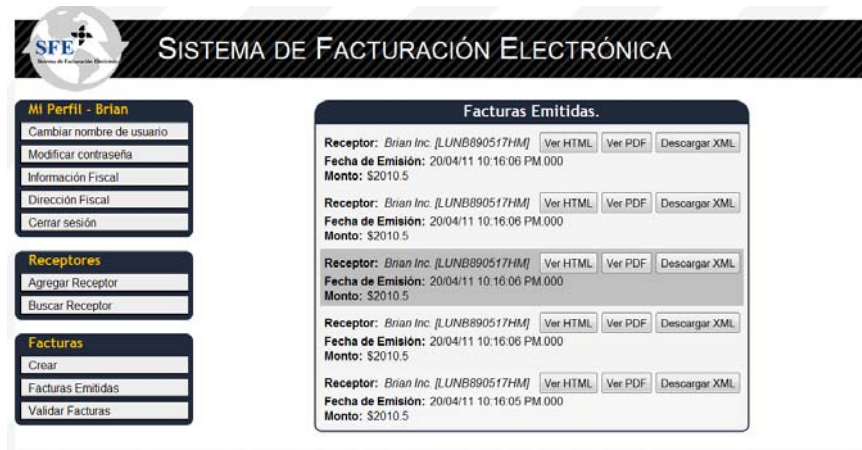 SFE
Sistema de Facturación Electrónica
SISTEMA DE FACTURACIÓN ELECTRÓNICA
Mi Perfil - Brian
Cambiar nombre de usuario
Modificar contraseña
Información Fiscal
Dirección Fiscal
Cerrar sesión
Receptores
Agregar Receptor
Buscar Receptor
Facturas
Crear
Facturas Emitidas
Validar Facturas
Facturas Emitidas.
Receptor: Brian Inc. [LUNB890517HM] Ver HTML Ver PDF Descargar XML
Fecha de Emisión: 20/04/11 10:16:06 PM.000
Monto: $2010.5
Receptor: Brian Inc. [LUNB890517HM] Ver HTML Ver PDF Descargar XML
Fecha de Emisión: 20/04/11 10:16:06 PM.000
Monto: $2010.5
Receptor: Brian Inc. [LUNB890517HM] Ver HTML Ver PDF Descargar XML
Fecha de Emisión: 20/04/11 10:16:06 PM.000
Monto: $2010.5
Receptor: Brian Inc. [LUNB890517HM] Ver HTML Ver PDF Descargar XML
Fecha de Emisión: 20/04/11 10:16:06 PM.000
Monto: $2010.5
Receptor: Brian Inc. [LUNB890517HM] Ver HTML Ver PDF Descargar XML
Fecha de Emisión: 20/04/11 10:16:05 PM.000
Monto: $2010.5